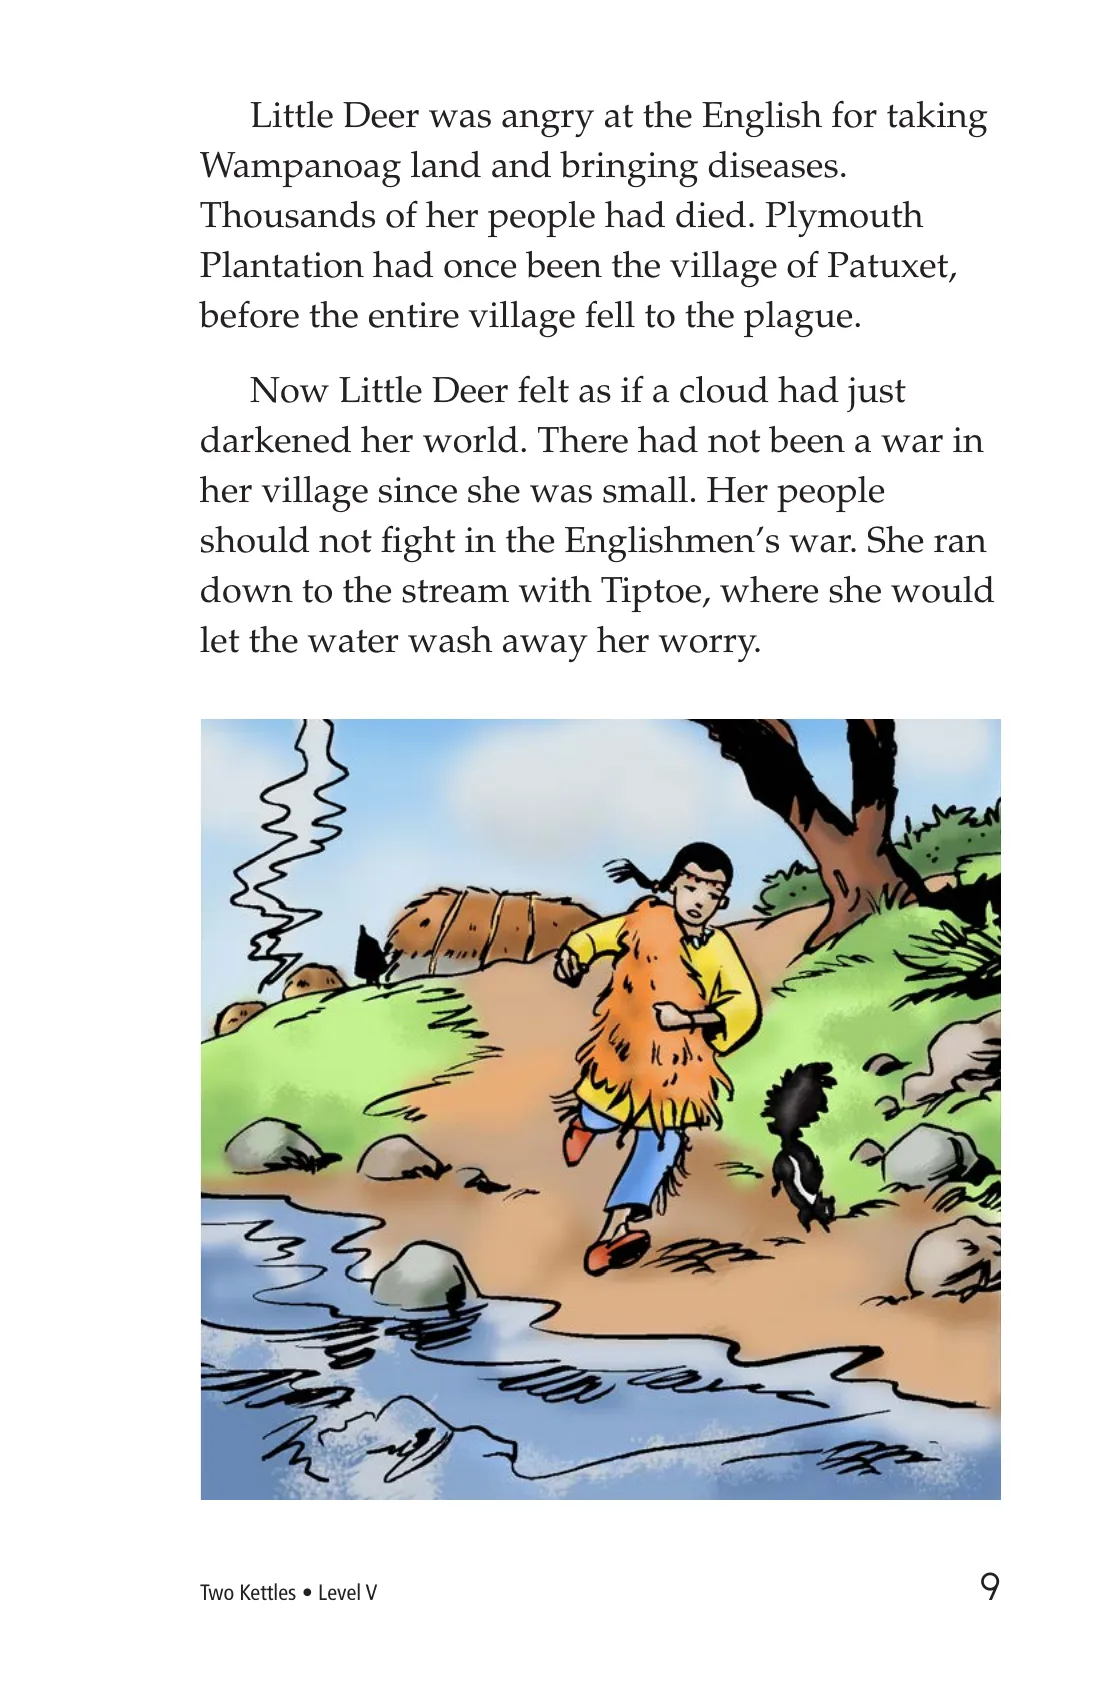 Little Deer was angry at the English for taking
Wampanoag land and bringing diseases.
Thousands of her people had died. Plymouth
Plantation had once been the village of Patuxet,
before the entire village fell to the plague.
Now Little Deer felt as if a cloud had just
darkened her world. There had not been a war in
her village since she was small. Her people
should not fight in the Englishmen’s war. She ran
down to the stream with Tiptoe, where she would
let the water wash away her worry.
Two Kettles • Level V
9